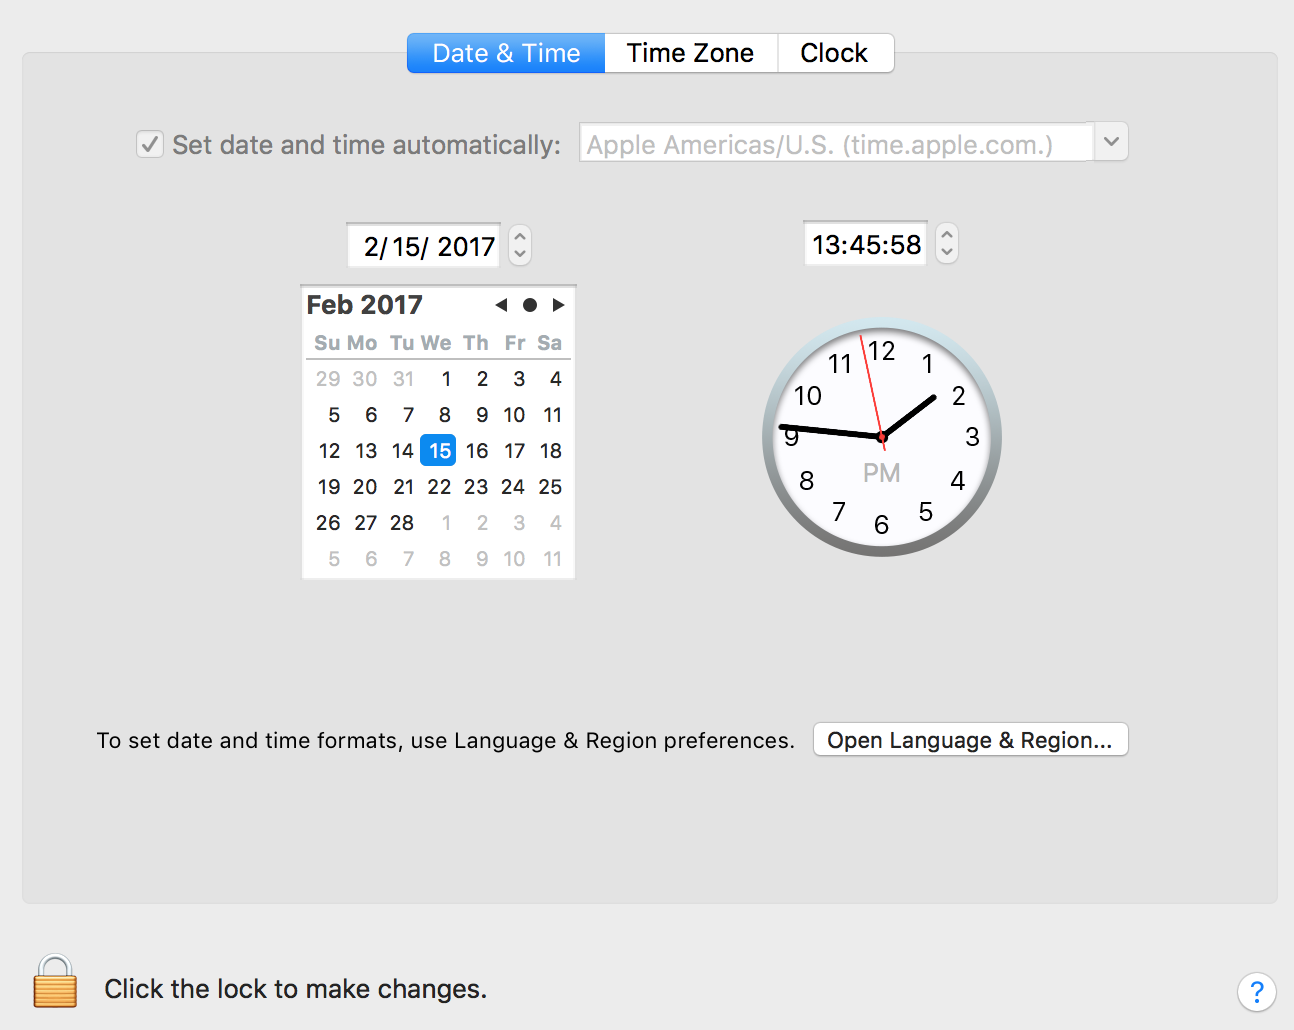 Date & Time Time Zone Clock
Set date and time automatically: Apple Americas/U.S. (time.apple.com.)
2/ 15/ 2017
13:45:58
Feb 2017
Su Mo Tu We Th Fr Sa
29 30 31 1 2 3 4
5 6 7 8 9 10 11
12 13 14 15 16 17 18
19 20 21 22 23 24 25
26 27 28 1 2 3 4
5 6 7 8 9 10 11
12
11 1
10 2
9 3
PM
8 4
7 5
6
To set date and time formats, use Language & Region preferences. Open Language & Region...
Click the lock to make changes.
?